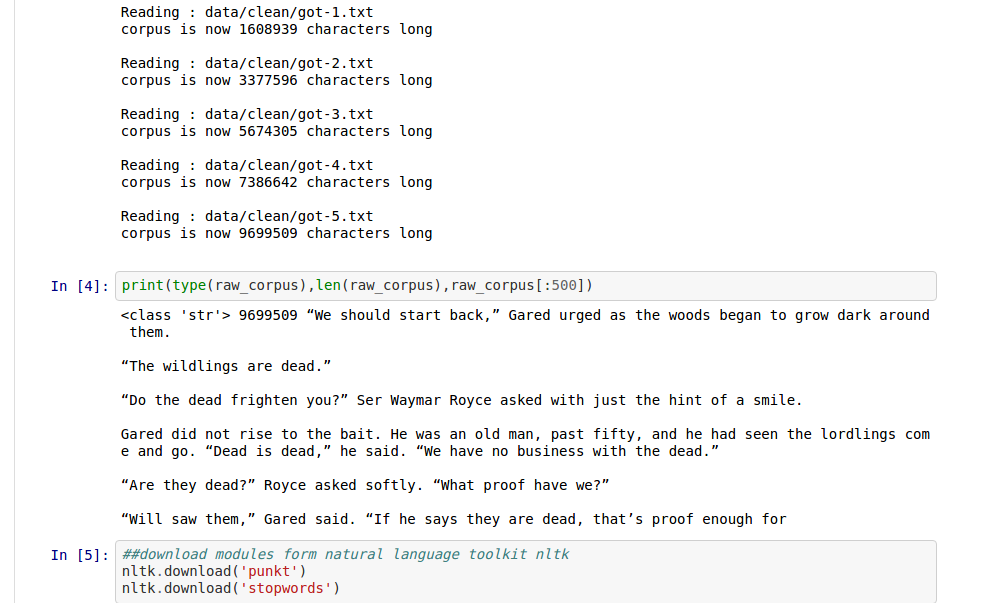 Reading : data/clean/got-1.txt
corpus is now 1608939 characters long
Reading : data/clean/got-2.txt
corpus is now 3377596 characters long
Reading : data/clean/got-3.txt
corpus is now 5674305 characters long
Reading : data/clean/got-4.txt
corpus is now 7386642 characters long
Reading : data/clean/got-5.txt
corpus is now 9699509 characters long
In [4]: print(type(raw_corpus),len(raw_corpus),raw_corpus[:500])
<class 'str'> 9699509 “We should start back,” Gared urged as the woods began to grow dark around
them.
“The wildlings are dead.”
“Do the dead frighten you?” Ser Waymar Royce asked with just the hint of a smile.
Gared did not rise to the bait. He was an old man, past fifty, and he had seen the lordlings com
e and go. “Dead is dead,” he said. “We have no business with the dead.”
“Are they dead?” Royce asked softly. “What proof have we?”
“Will saw them,” Gared said. “If he says they are dead, that’s proof enough for
In [5]: ##download modules form natural language toolkit nltk
nltk.download('punkt')
nltk.download('stopwords')